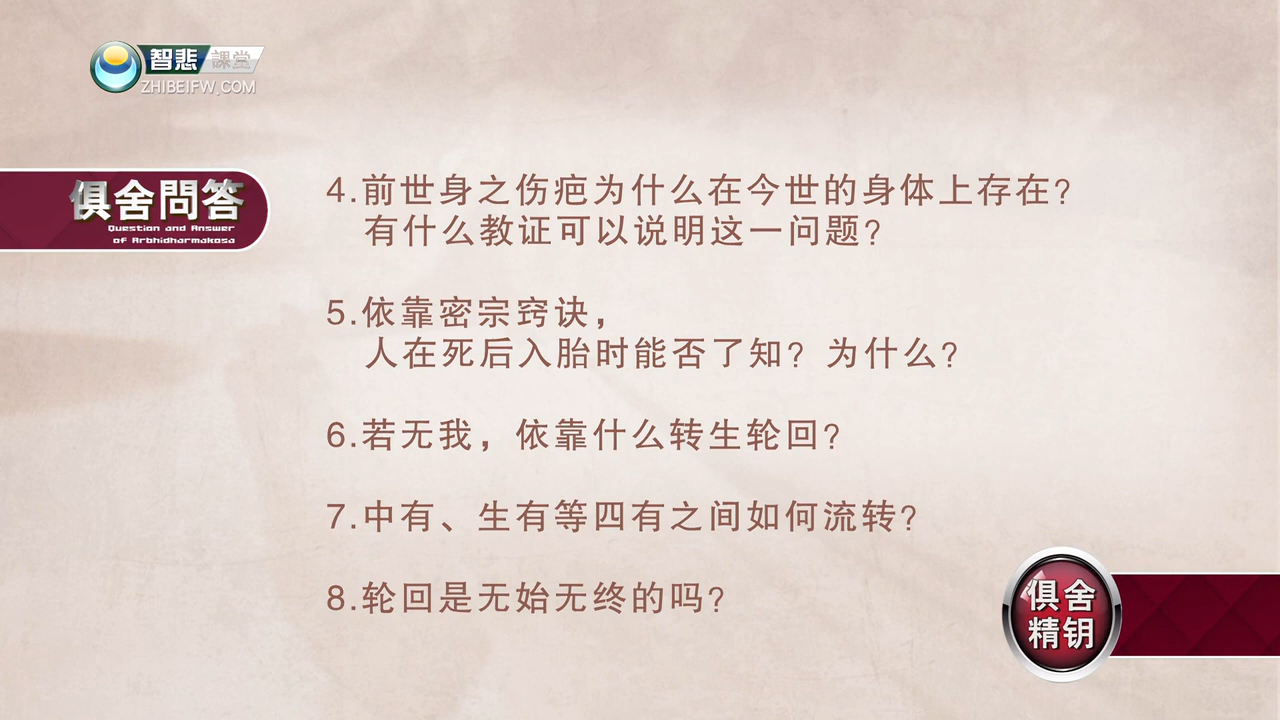 智悲課堂
ZHIBEIFW.COM
俱舍問答
Question and Answer
of Arbhidharmakosa
4.前世身之伤疤为什么在今世的身体上存在?
有什么教证可以说明这一问题?
5.依靠密宗窍诀,
人在死后入胎时能否了知? 为什么?
6.若无我,依靠什么转生轮回?
7.中有、生有等四有之间如何流转?
8.轮回是无始无终的吗?
俱舍
精钥